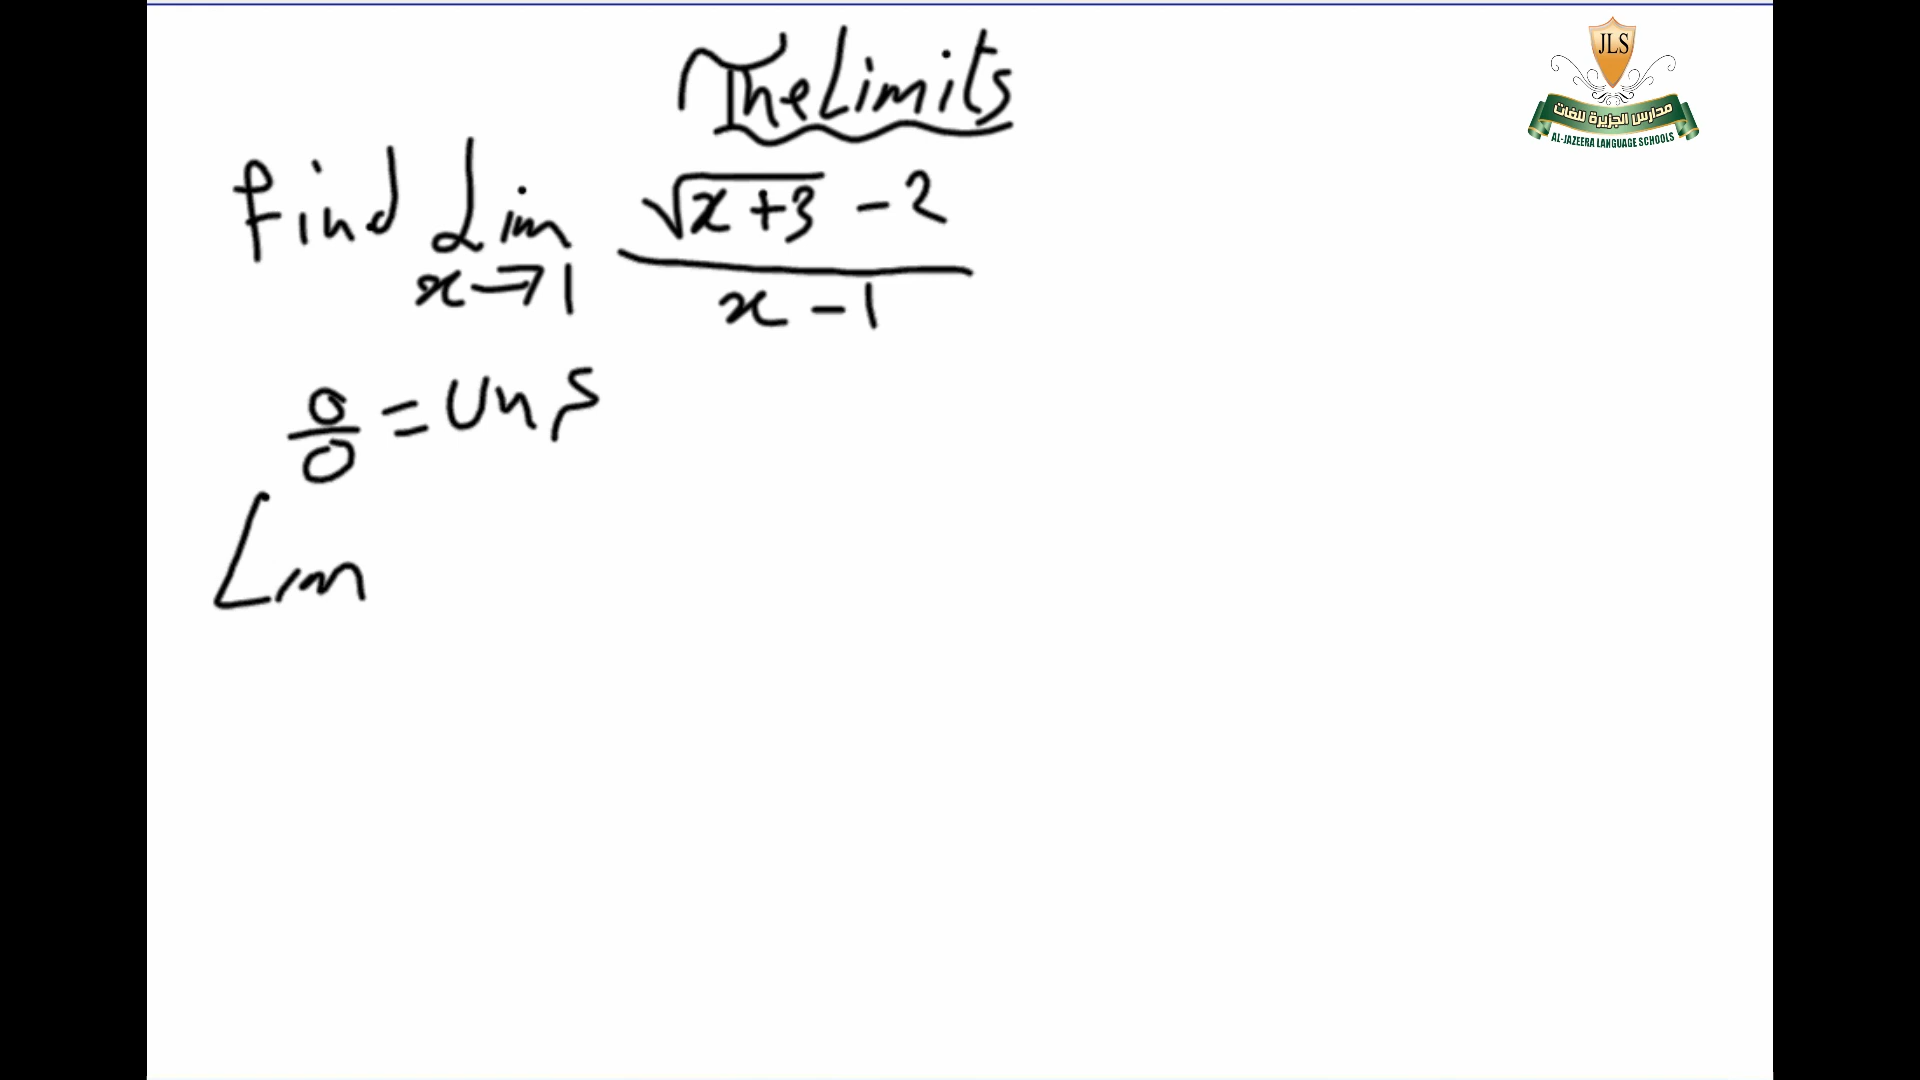 The Limits
JLS
مدارس الجزيرة للغات
AL-JAZEERA LANGUAGE SCHOOLS
find Lim x→1 (√(x+3) - 2)/(x - 1)
0/0 = Un
Lim